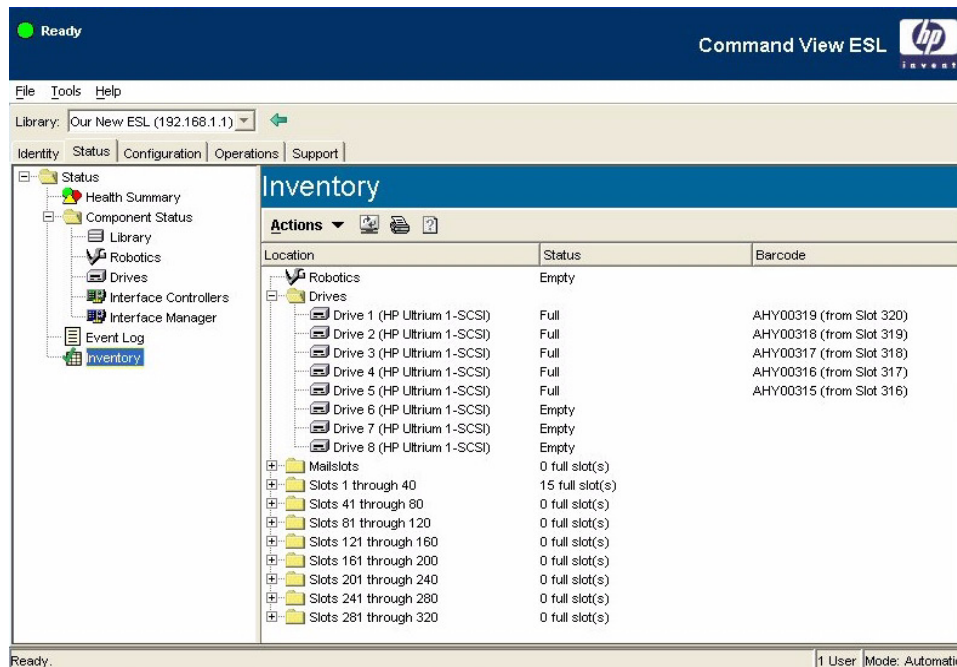 Ready
Command View ESL
hp
invent
File Tools Help
Library: Our New ESL (192.168.1.1)
Identity Status Configuration Operations Support
Status
Health Summary
Component Status
Library
Robotics
Drives
Interface Controllers
Interface Manager
Event Log
Inventory
Inventory
Actions
Location Status Barcode
Robotics Empty
Drives
Drive 1 (HP Ultrium 1-SCSI) Full AHY00319 (from Slot 320)
Drive 2 (HP Ultrium 1-SCSI) Full AHY00318 (from Slot 319)
Drive 3 (HP Ultrium 1-SCSI) Full AHY00317 (from Slot 318)
Drive 4 (HP Ultrium 1-SCSI) Full AHY00316 (from Slot 317)
Drive 5 (HP Ultrium 1-SCSI) Full AHY00315 (from Slot 316)
Drive 6 (HP Ultrium 1-SCSI) Empty
Drive 7 (HP Ultrium 1-SCSI) Empty
Drive 8 (HP Ultrium 1-SCSI) Empty
Mailslots 0 full slot(s)
Slots 1 through 40 15 full slot(s)
Slots 41 through 80 0 full slot(s)
Slots 81 through 120 0 full slot(s)
Slots 121 through 160 0 full slot(s)
Slots 161 through 200 0 full slot(s)
Slots 201 through 240 0 full slot(s)
Slots 241 through 280 0 full slot(s)
Slots 281 through 320 0 full slot(s)
Ready. 1 User Mode: Automati